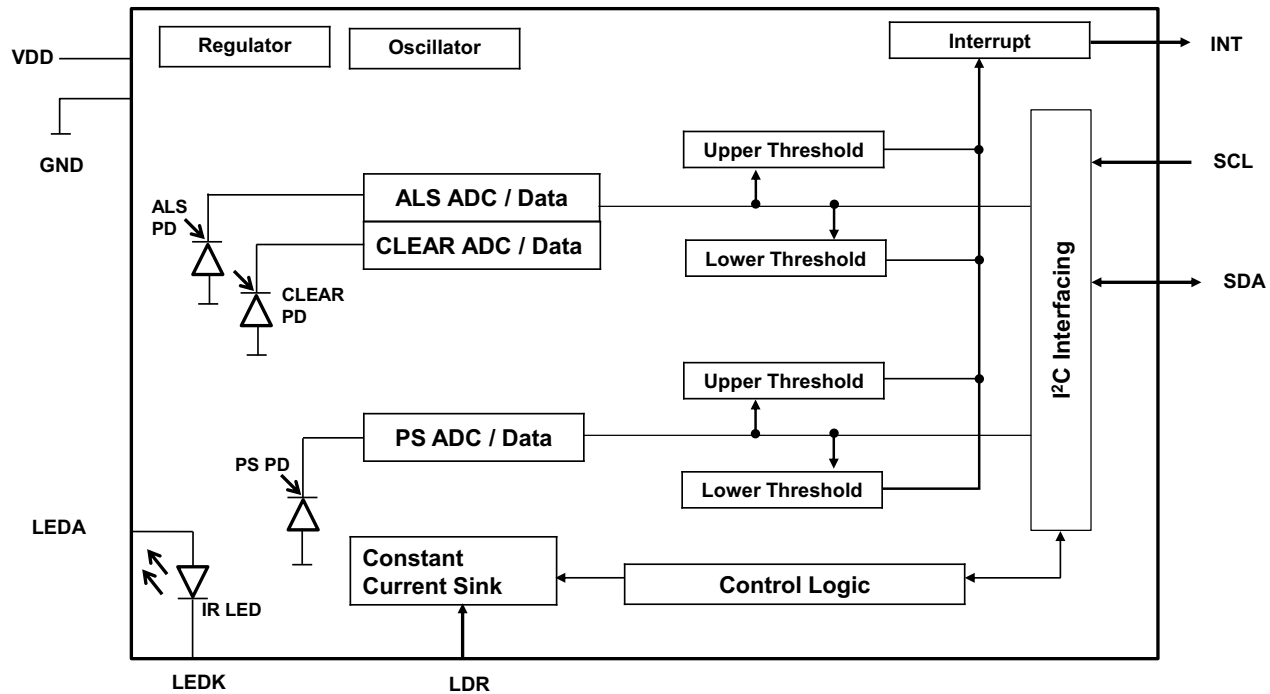 Regulator
Oscillator
Interrupt
VDD
INT
GND
Upper Threshold
SCL
ALS
PD
ALS ADC / Data
CLEAR ADC / Data
Lower Threshold
CLEAR
PD
SDA
I²C Interfacing
Upper Threshold
PS ADC / Data
PS PD
Lower Threshold
LEDA
Constant
Current Sink
Control Logic
IR LED
LEDK
LDR